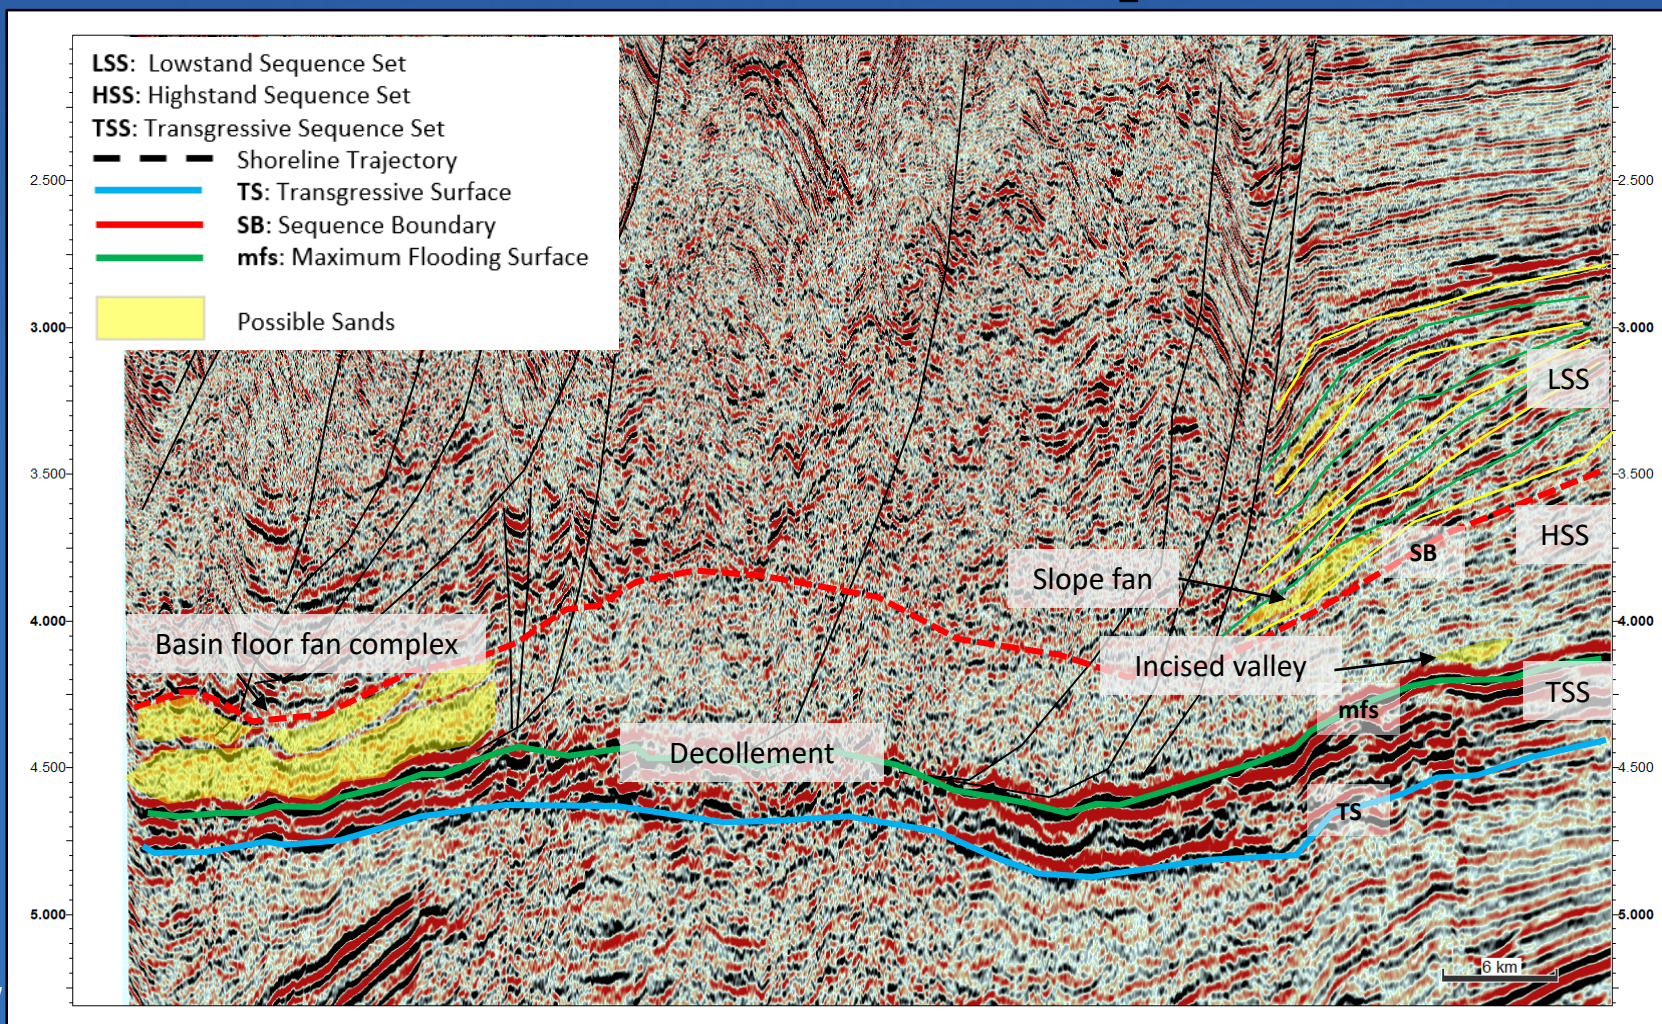 LSS: Lowstand Sequence Set
HSS: Highstand Sequence Set
TSS: Transgressive Sequence Set
Shoreline Trajectory
TS: Transgressive Surface
SB: Sequence Boundary
mfs: Maximum Flooding Surface
Possible Sands
2.500
2.500
3.000
3.000
LSS
3.500
3.500
HSS
SB
Slope fan
4.000
4.000
Basin floor fan complex
Incised valley
TSS
mfs
Decollement
4.500
4.500
TS
5.000
5.000
6 km